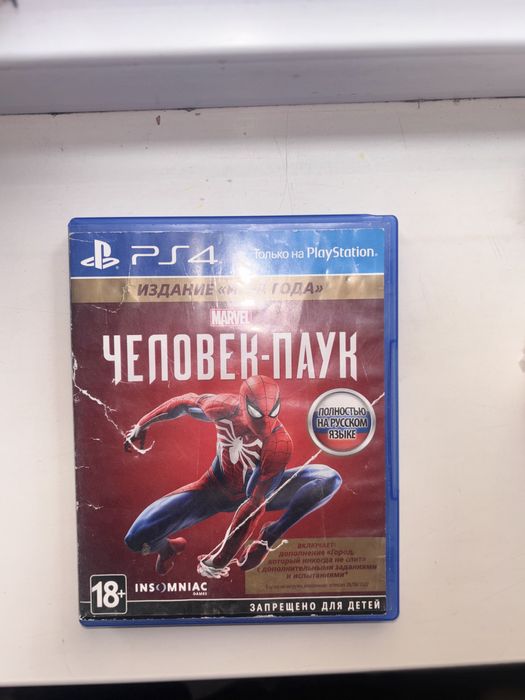 PS4
Только на PlayStation®
ИЗДАНИЕ ГОДА»
MARVEL
ЧЕЛОВЕК-ПАУК
ПОЛНОСТЬЮ
НА РУССКОМ
ЯЗЫКЕ
ВКЛЮЧАЕТ:
дополнение «Город,
который никогда не спит»
с дополнительными заданиями
и испытаниями*
18+
INSOMNIAC
GAMES
ЗАПРЕЩЕНО ДЛЯ ДЕТЕЙ